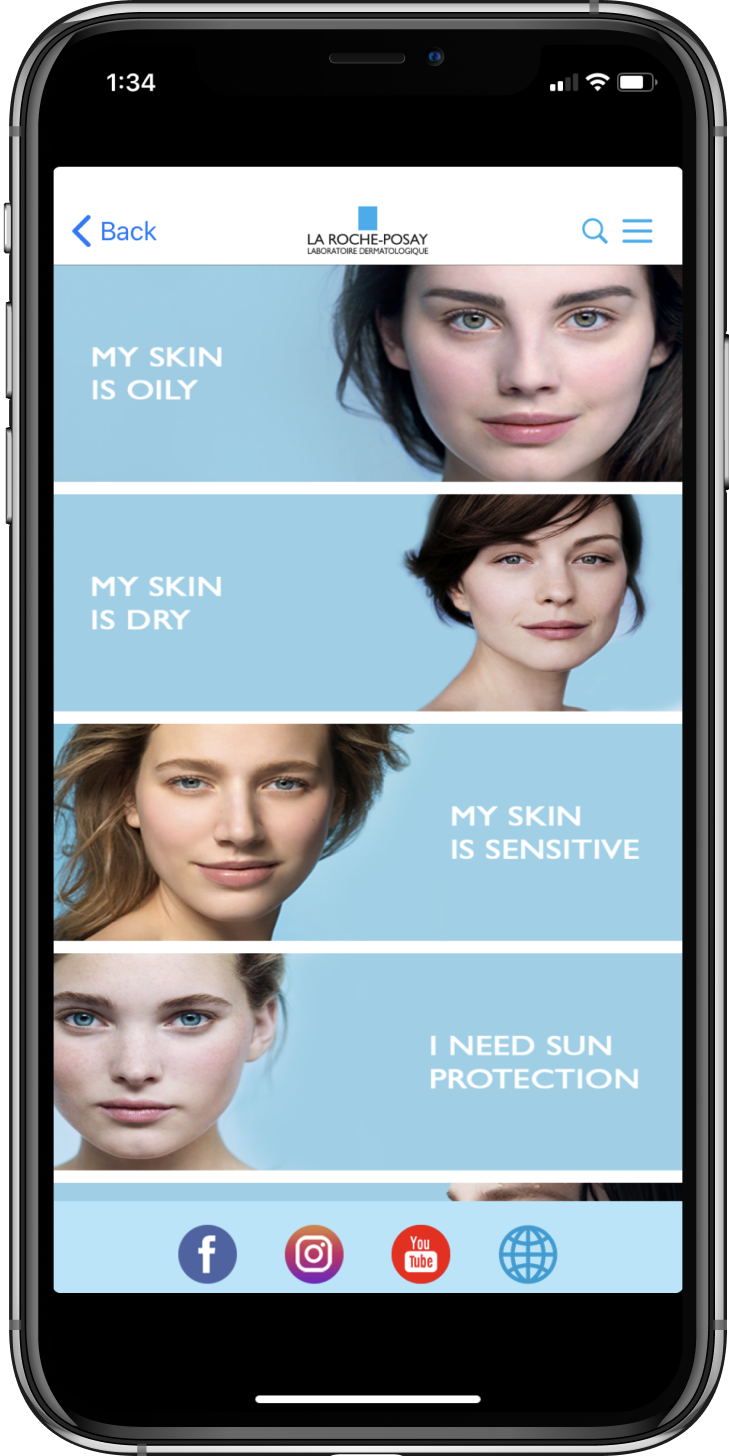 1:34
Back
LA ROCHE-POSAY
LABORATOIRE DERMATOLOGIQUE
MY SKIN
IS OILY
MY SKIN
IS DRY
MY SKIN
IS SENSITIVE
I NEED SUN
PROTECTION
f
You
Tube